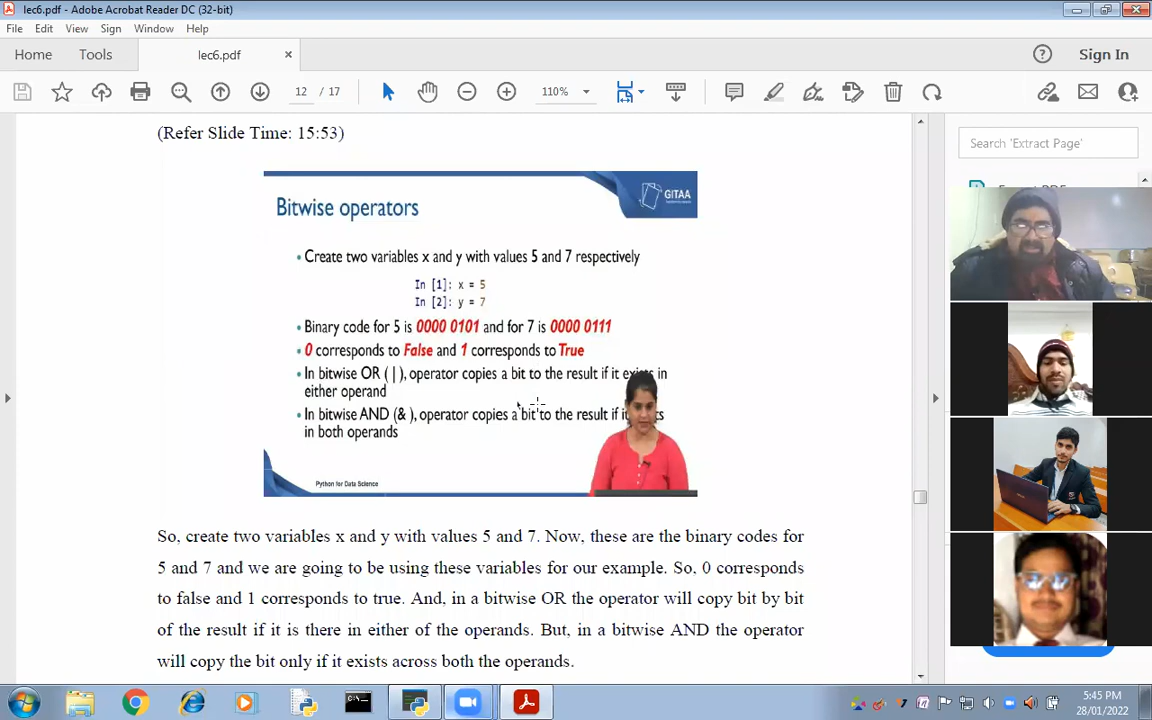 lec6.pdf - Adobe Acrobat Reader DC (32-bit)
File Edit View Sign Window Help
Home Tools lec6.pdf × Sign In
12 / 17 110%
(Refer Slide Time: 15:53)
Search 'Extract Page'
GITAA
Bitwise operators
• Create two variables x and y with values 5 and 7 respectively
In [1]: x = 5
In [2]: y = 7
• Binary code for 5 is 0000 0101 and for 7 is 0000 0111
• 0 corresponds to False and 1 corresponds to True
• In bitwise OR ( | ), operator copies a bit to the result if it exists in
either operand
• In bitwise AND (& ), operator copies a bit to the result if
in both operands
Python for Data Science
So, create two variables x and y with values 5 and 7. Now, these are the binary codes for
5 and 7 and we are going to be using these variables for our example. So, 0 corresponds
to false and 1 corresponds to true. And, in a bitwise OR the operator will copy bit by bit
of the result if it is there in either of the operands. But, in a bitwise AND the operator
will copy the bit only if it exists across both the operands.
5:45 PM
28/01/2022